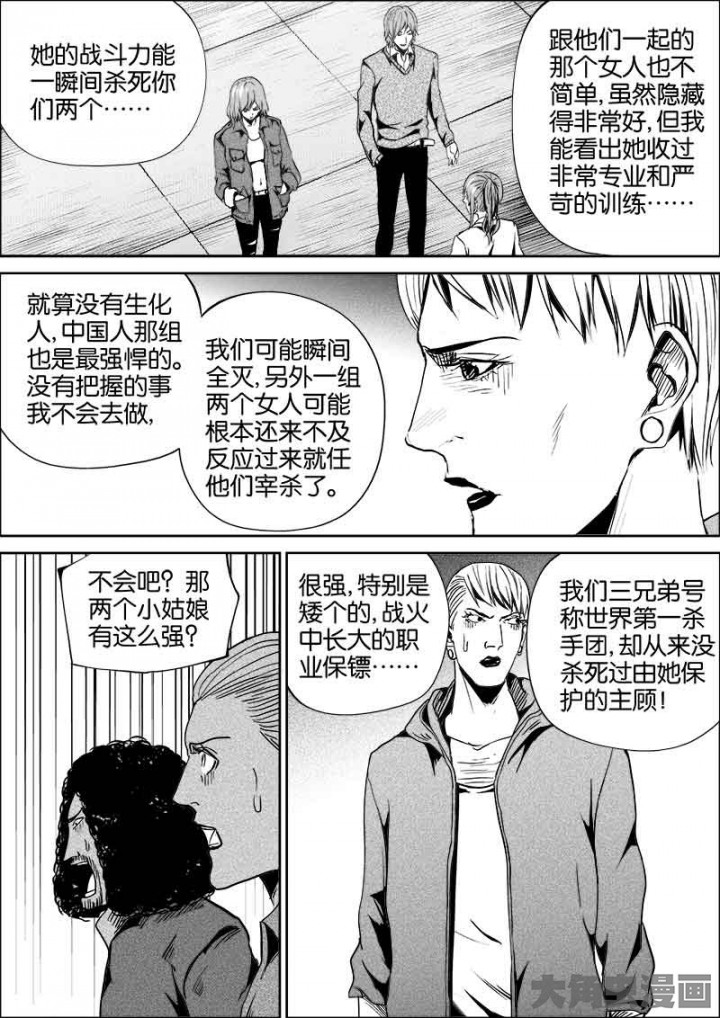 跟他们一起的
那个女人也不
简单,虽然隐藏
得非常好,但我
能看出她收过
非常专业和严
苛的训练……
她的战斗力能
一瞬间杀死你
们两个……
我们可能瞬间
全灭,另外一组
两个女人可能
根本还来不及
反应过来就任
他们宰杀了。
就算没有生化
人,中国人那组
也是最强悍的。
没有把握的事
我不会去做,
我们三兄弟号
称世界第一杀
手团,却从来没
杀死过由她保
护的主顾!
很强,特别是
矮个的,战火
中长大的职
业保镖……
不会吧?那
两个小姑娘
有这么强?
大角虫漫画